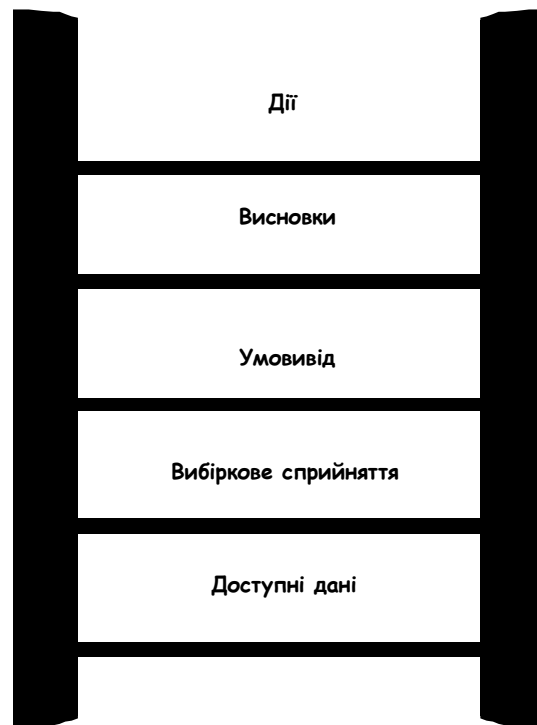 Дії
Висновки
Умовивід
Вибіркове сприйняття
Доступні дані